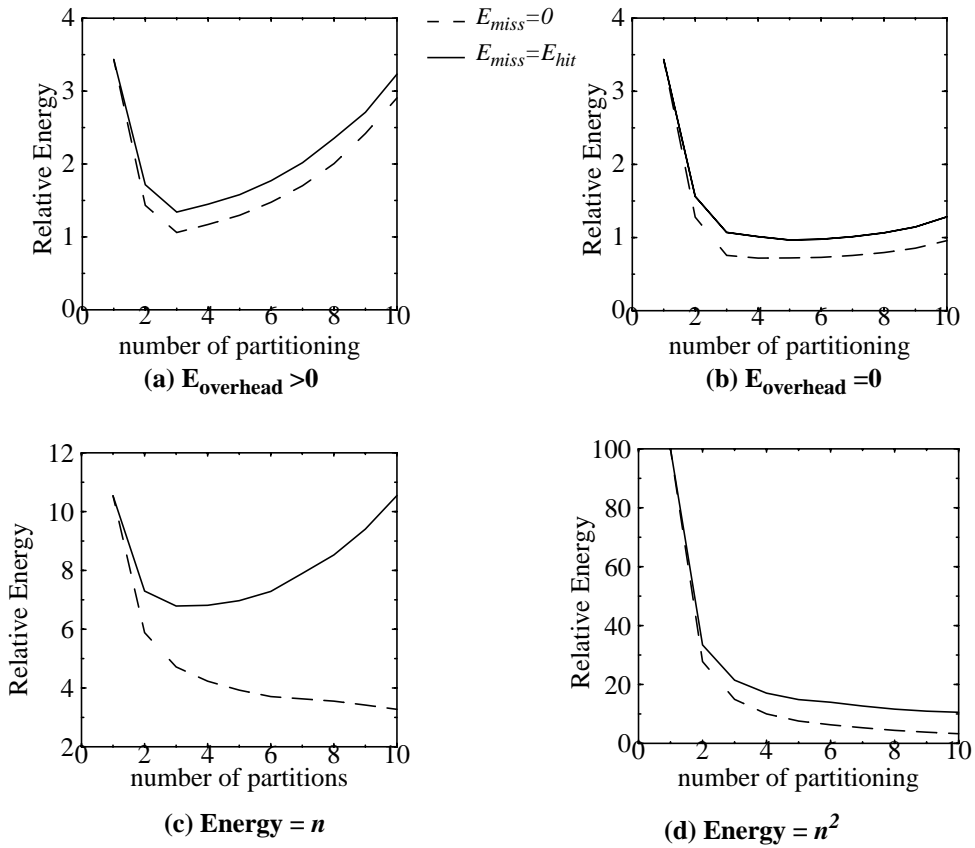 E_miss=0
E_miss=E_hit
4
3
2
1
0
Relative Energy
0 2 4 6 8 10
number of partitioning
(a) E_overhead >0
4
3
2
1
0
Relative Energy
0 2 4 6 8 10
number of partitioning
(b) E_overhead =0
12
10
8
6
4
2
Relative Energy
0 2 4 6 8 10
number of partitions
(c) Energy = n
100
80
60
40
20
0
Relative Energy
0 2 4 6 8 10
number of partitioning
(d) Energy = n²